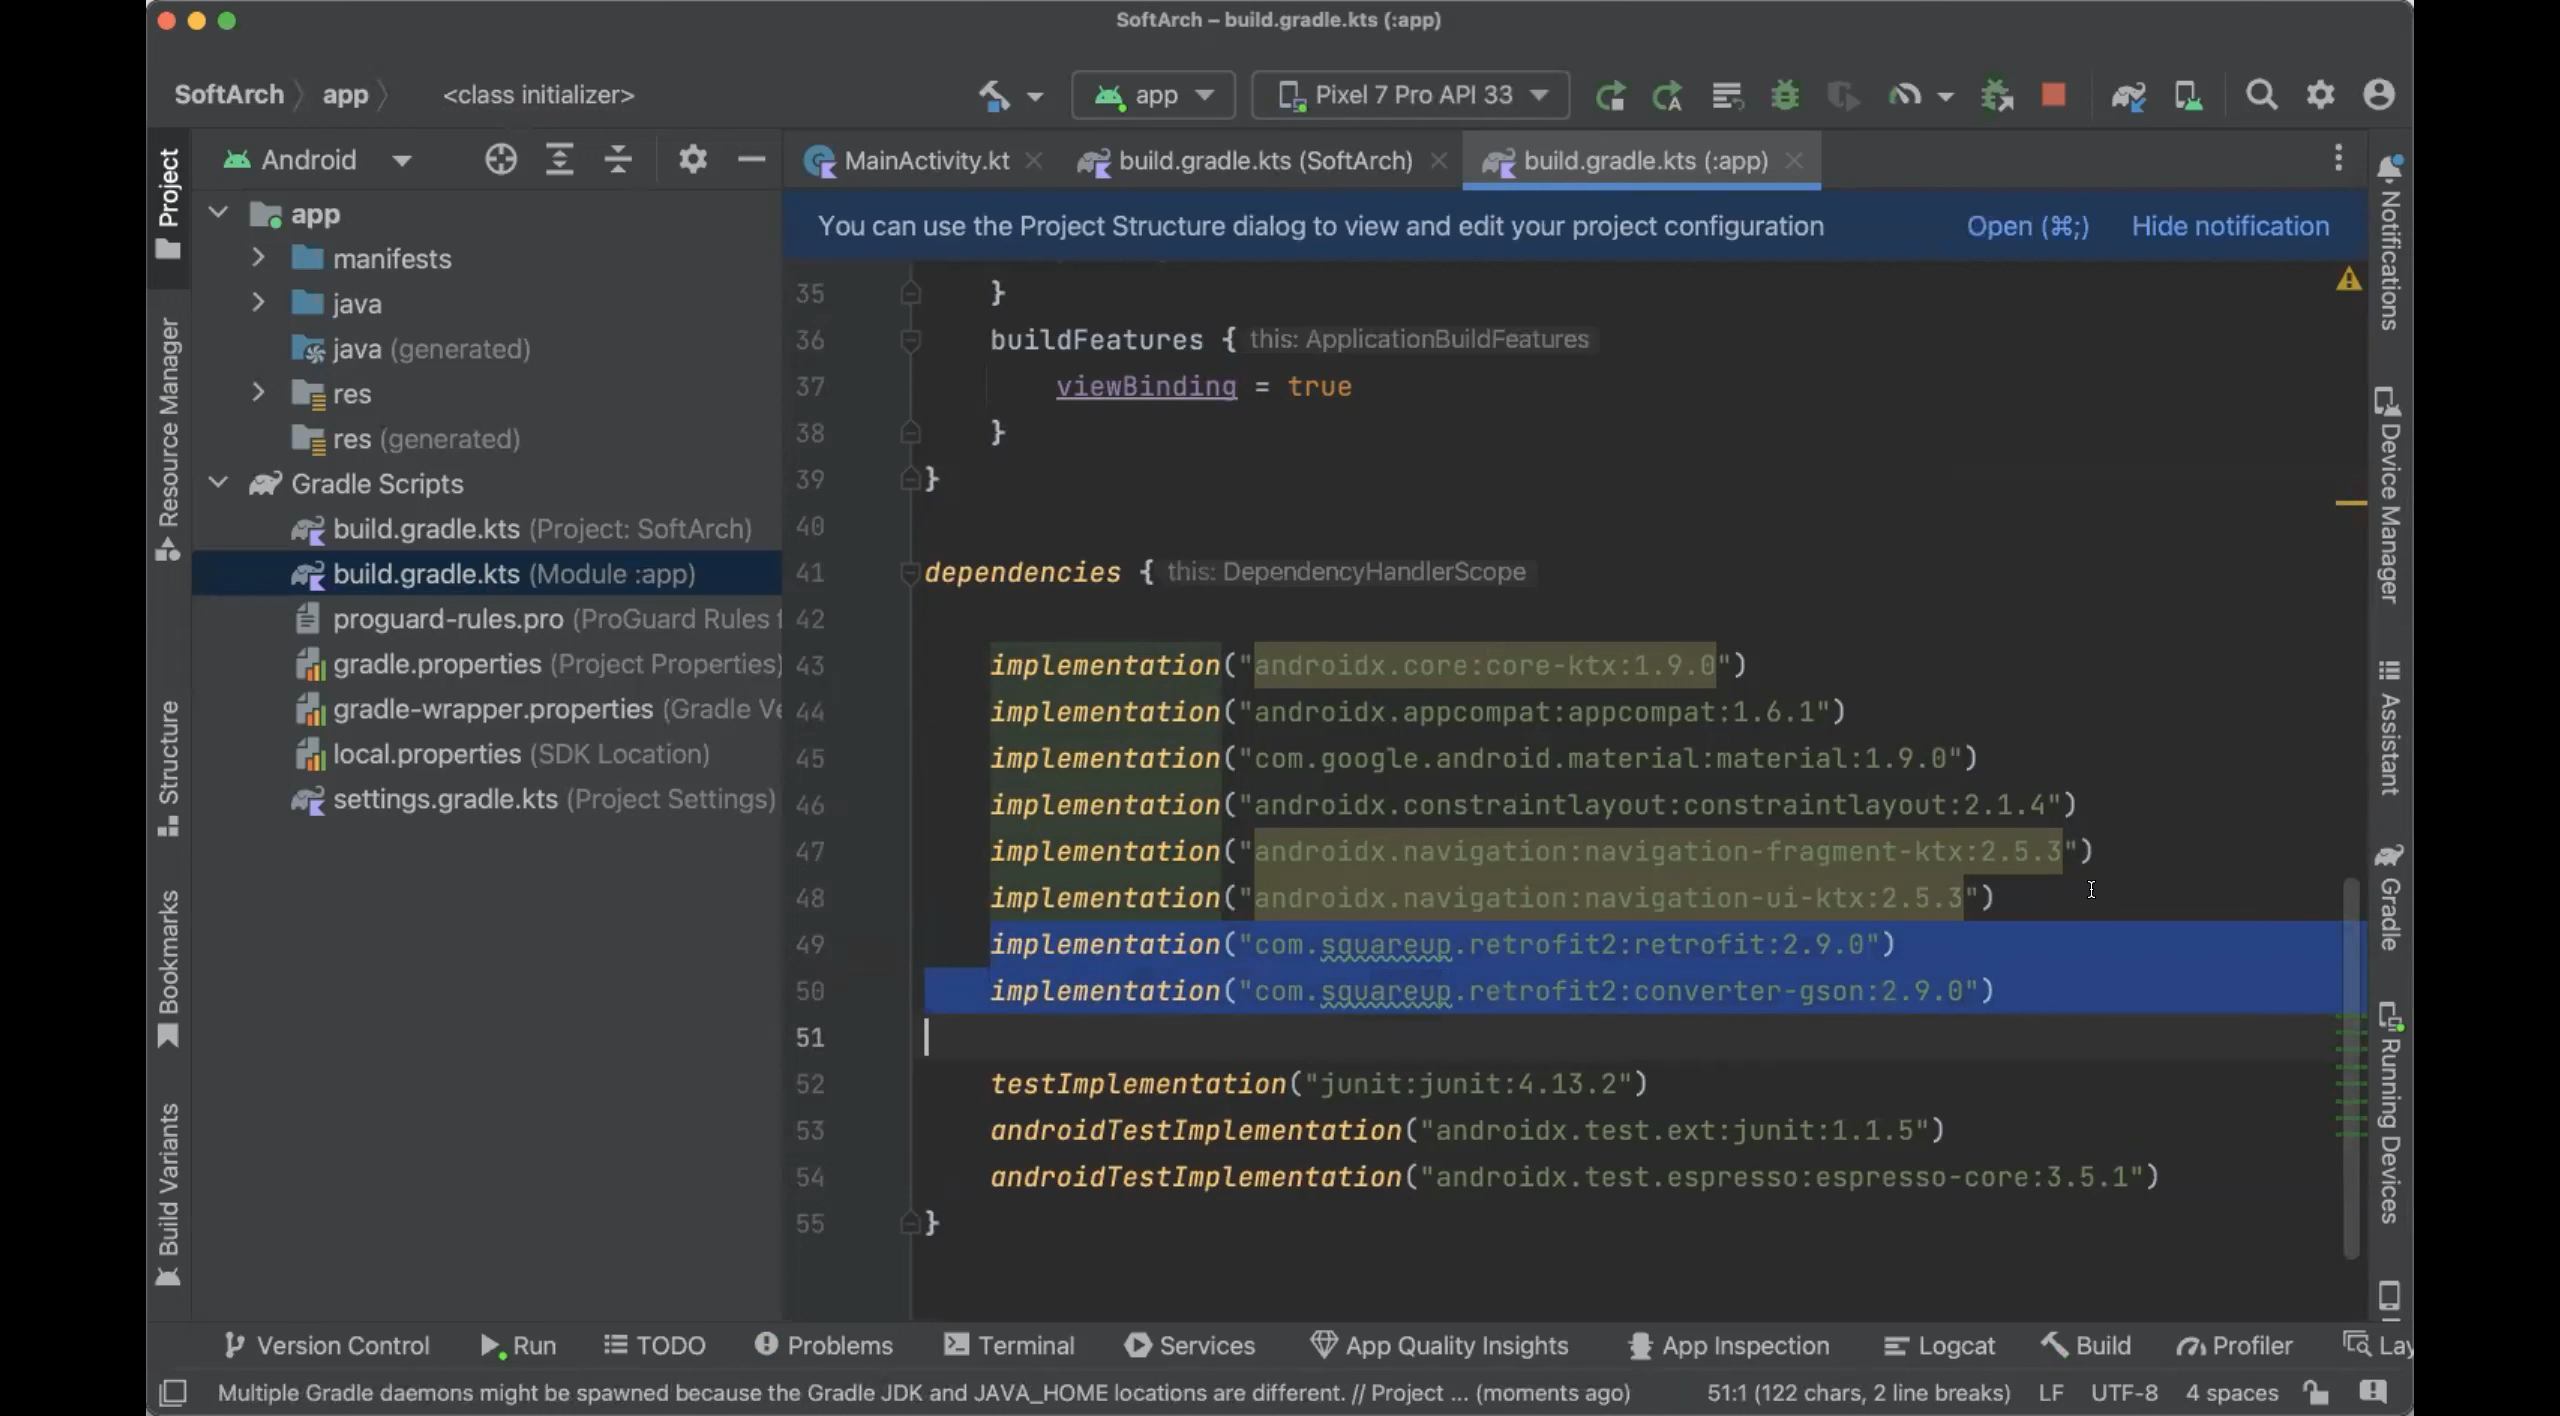 SoftArch – build.gradle.kts (:app)
SoftArch app <class initializer> app Pixel 7 Pro API 33
Android
MainActivity.kt build.gradle.kts (SoftArch) build.gradle.kts (:app)
You can use the Project Structure dialog to view and edit your project configuration Open (⌘;) Hide notification
Project
Resource Manager
Structure
Bookmarks
Build Variants
app
manifests
java
java (generated)
res
res (generated)
Gradle Scripts
build.gradle.kts (Project: SoftArch)
build.gradle.kts (Module :app)
proguard-rules.pro (ProGuard Rules f
gradle.properties (Project Properties)
gradle-wrapper.properties (Gradle Ve
local.properties (SDK Location)
settings.gradle.kts (Project Settings)
35 }
36 buildFeatures { this: ApplicationBuildFeatures
37 viewBinding = true
38 }
39 }
40
41 dependencies { this: DependencyHandlerScope
42
43 implementation("androidx.core:core-ktx:1.9.0")
44 implementation("androidx.appcompat:appcompat:1.6.1")
45 implementation("com.google.android.material:material:1.9.0")
46 implementation("androidx.constraintlayout:constraintlayout:2.1.4")
47 implementation("androidx.navigation:navigation-fragment-ktx:2.5.3")
48 implementation("androidx.navigation:navigation-ui-ktx:2.5.3")
49 implementation("com.squareup.retrofit2:retrofit:2.9.0")
50 implementation("com.squareup.retrofit2:converter-gson:2.9.0")
51
52 testImplementation("junit:junit:4.13.2")
53 androidTestImplementation("androidx.test.ext:junit:1.1.5")
54 androidTestImplementation("androidx.test.espresso:espresso-core:3.5.1")
55 }
Notifications
Device Manager
Assistant
Gradle
Running Devices
Version Control Run TODO Problems Terminal Services App Quality Insights App Inspection Logcat Build Profiler Lay
Multiple Gradle daemons might be spawned because the Gradle JDK and JAVA_HOME locations are different. // Project ... (moments ago) 51:1 (122 chars, 2 line breaks) LF UTF-8 4 spaces